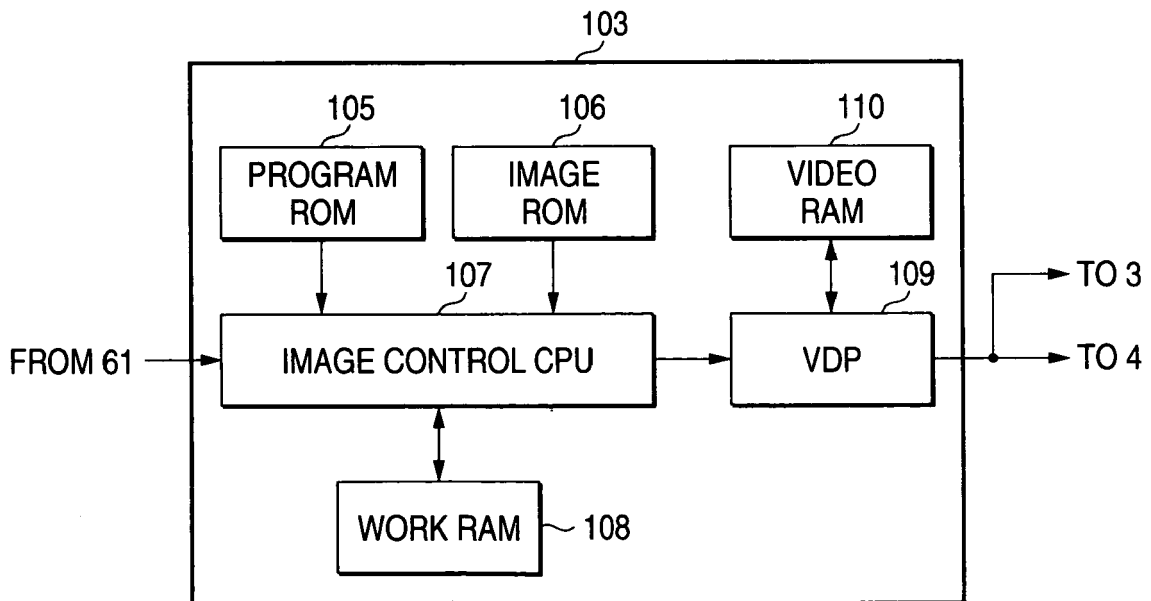 103
105
106
110
PROGRAM
ROM
IMAGE
ROM
VIDEO
RAM
107
109
TO 3
FROM 61
IMAGE CONTROL CPU
VDP
TO 4
WORK RAM
108